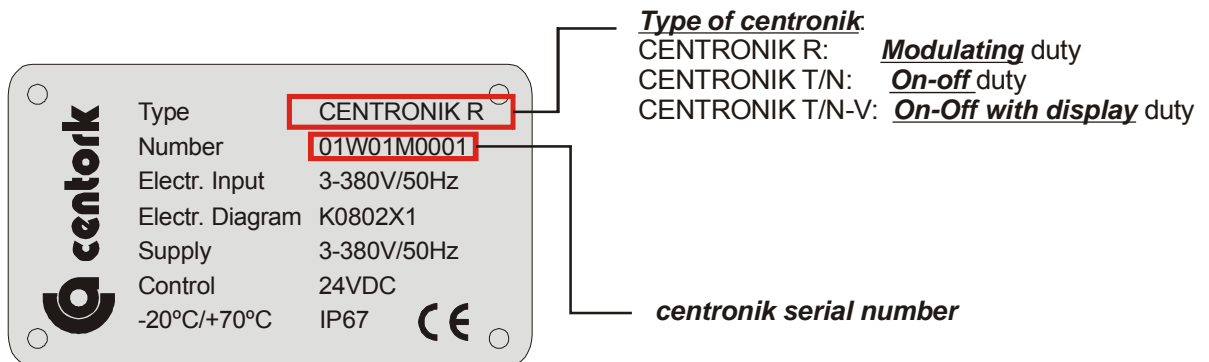 Type of centronik:
CENTRONIK R: Modulating duty
CENTRONIK T/N: On-off duty
CENTRONIK T/N-V: On-Off with display duty
centork
Type CENTRONIK R
Number 01W01M0001
Electr. Input 3-380V/50Hz
Electr. Diagram K0802X1
Supply 3-380V/50Hz
Control 24VDC
-20ºC/+70ºC IP67 CE
centronik serial number